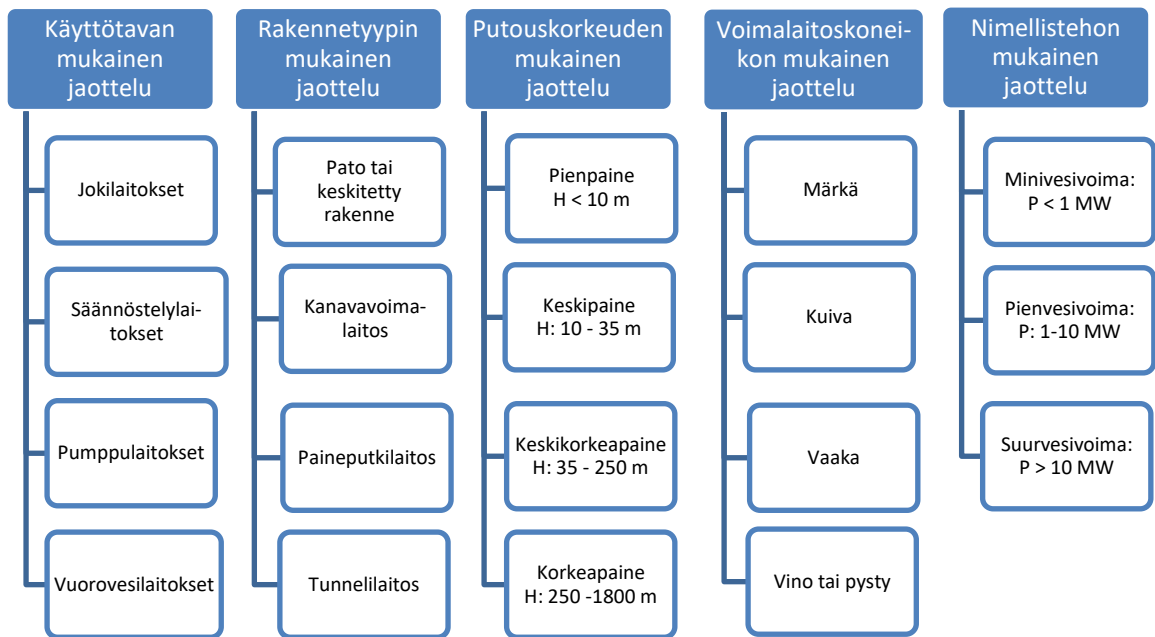 Käyttötavan
mukainen
jaottelu
Jokilaitokset
Säännöstelylai-
tokset
Pumppulaitokset
Vuorovesilaitokset
Rakennetyypin
mukainen
jaottelu
Pato tai
keskitetty
rakenne
Kanavavoima-
laitos
Paineputkilaitos
Tunnelilaitos
Putouskorkeuden
mukainen
jaottelu
Pienpaine
H < 10 m
Keskipaine
H: 10 - 35 m
Keskikorkeapaine
H: 35 - 250 m
Korkeapaine
H: 250 -1800 m
Voimalaitoskonei-
kon mukainen
jaottelu
Märkä
Kuiva
Vaaka
Vino tai pysty
Nimellistehon
mukainen
jaottelu
Minivesivoima:
P < 1 MW
Pienvesivoima:
P: 1-10 MW
Suurvesivoima:
P > 10 MW